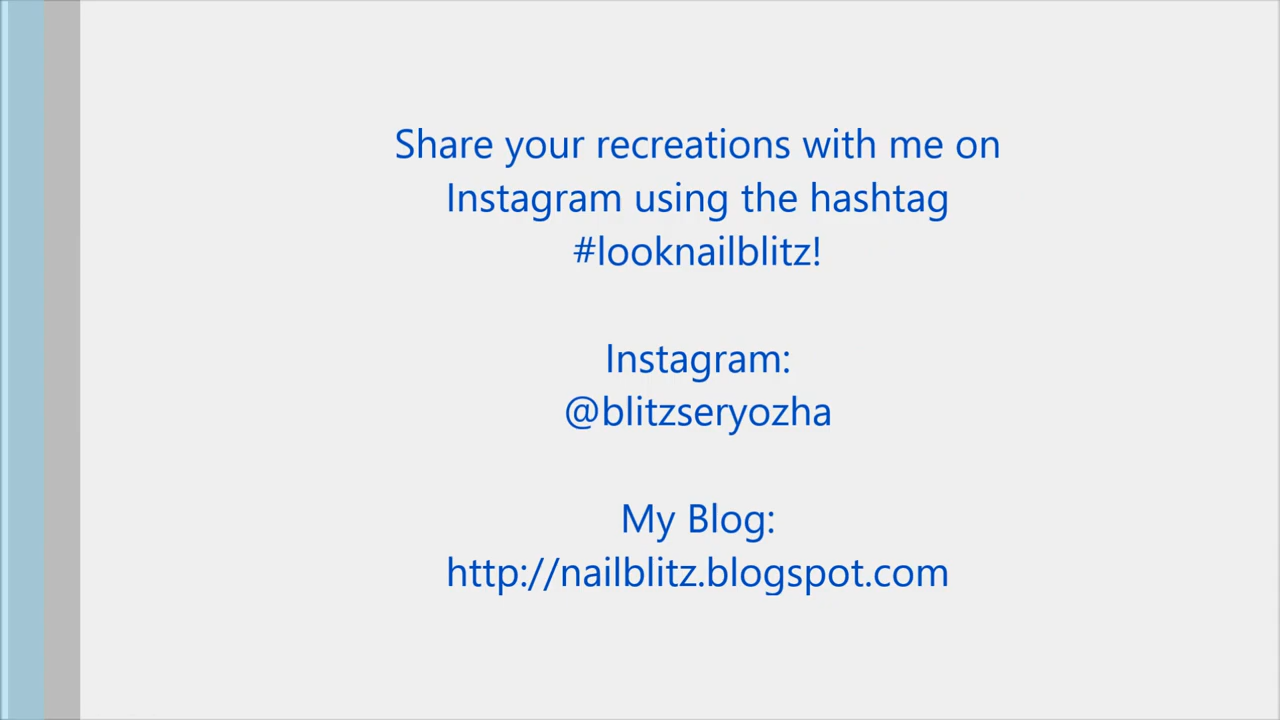 Share your recreations with me on
Instagram using the hashtag
#looknailblitz!
Instagram:
@blitzseryozha
My Blog:
http://nailblitz.blogspot.com